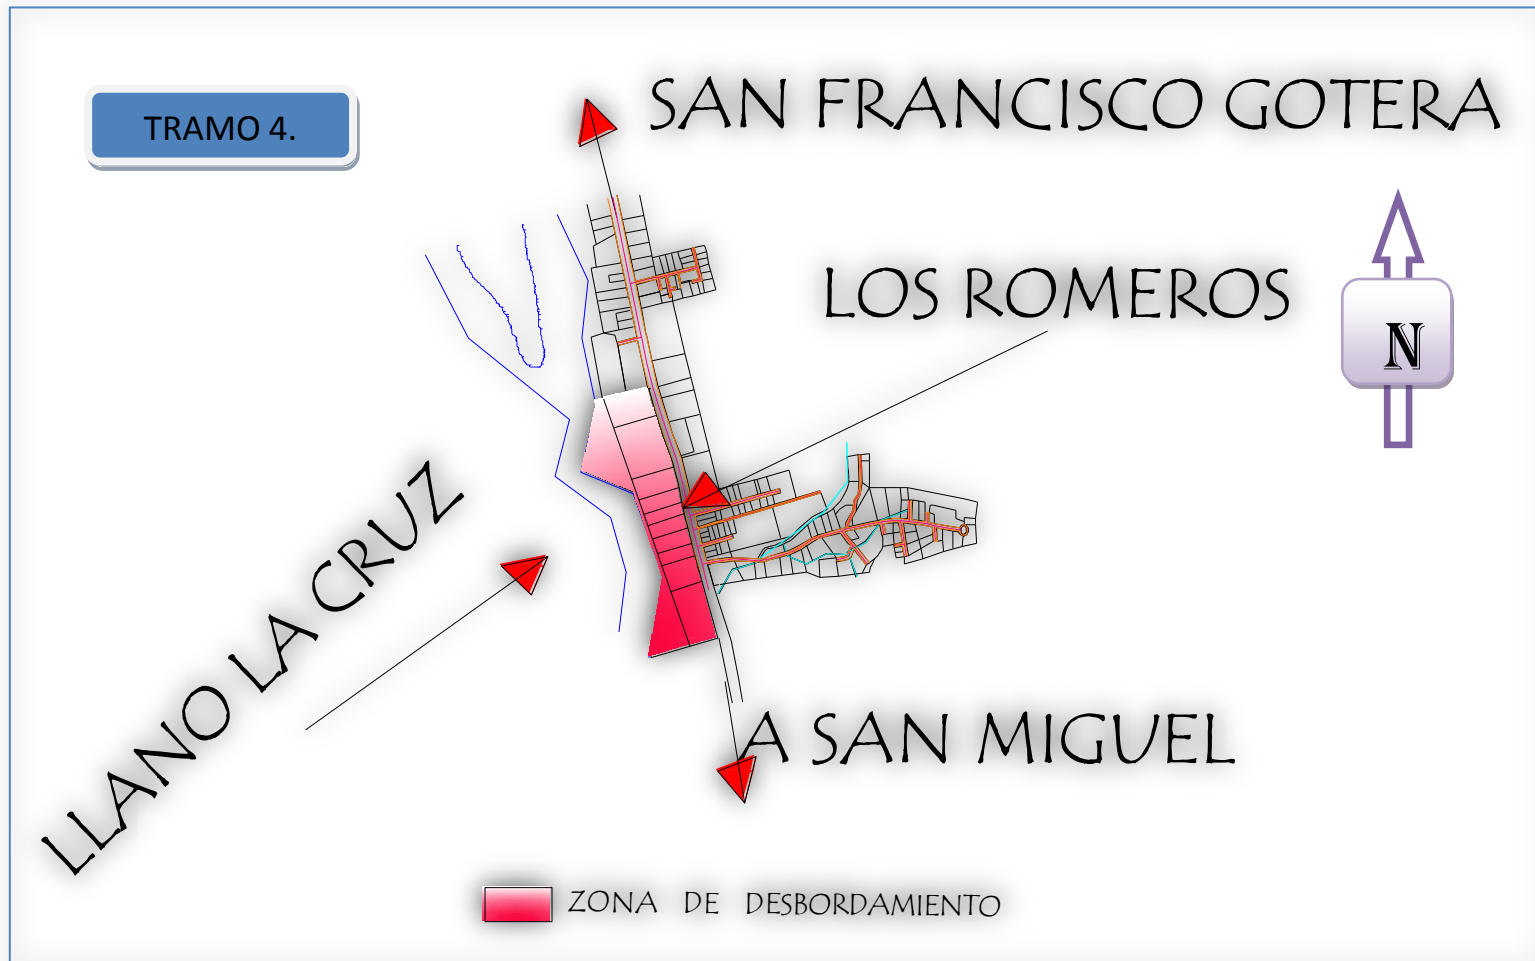 TRAMO 4.
SAN FRANCISCO GOTERA
LOS ROMEROS
N
LLANO LA CRUZ
A SAN MIGUEL
ZONA DE DESBORDAMIENTO